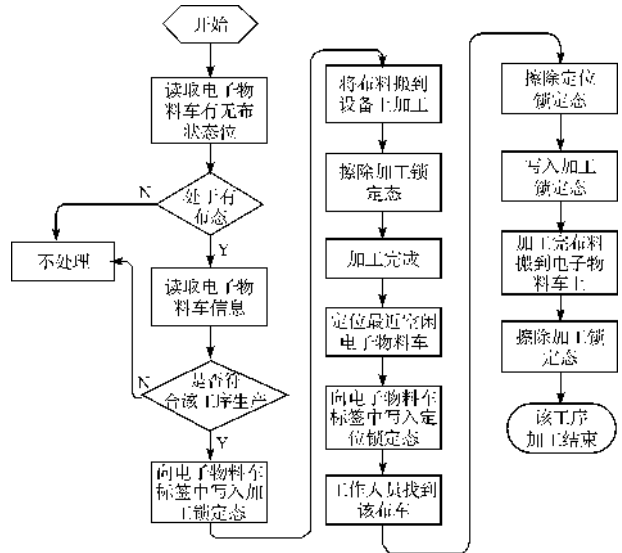 开始
读取电子物
料车有无布
状态位
处于有
布态
N
Y
不处理
读取电子物
料车信息
是否符
合该工序生产
N
Y
向电子物料车
标签中写入加
工锁定态
将布料搬到
设备上加工
擦除加工锁
定态
加工完成
定位最近空闲
电子物料车
向电子物料车
标签中写入定
位锁定态
工作人员找到
该布车
擦除定位
锁定态
写入加工
锁定态
加工完布料
搬到电子物
料车上
擦除加工锁
定态
该工序
加工结束